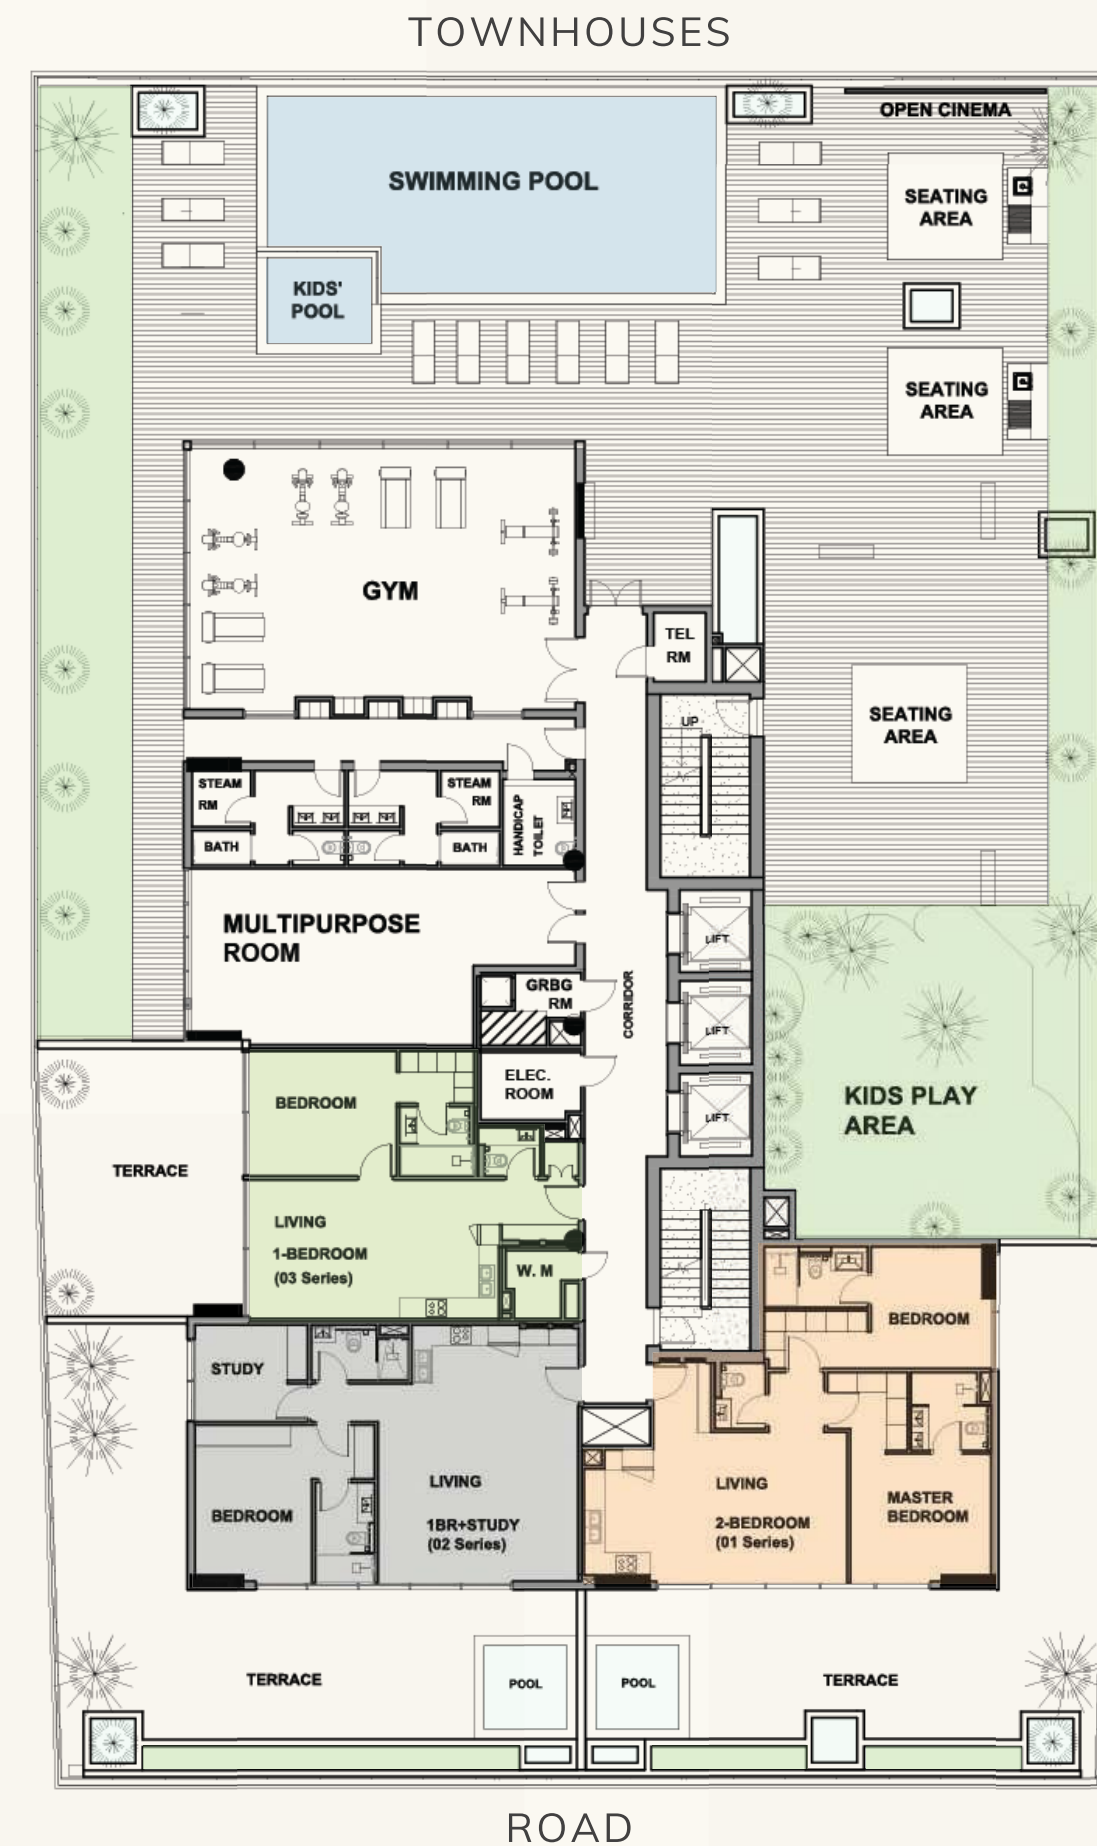 TOWNHOUSES
OPEN CINEMA
SWIMMING POOL
SEATING
AREA
KIDS'
POOL
SEATING
AREA
GYM
TEL
RM
SEATING
AREA
UP
STEAM
RM
STEAM
RM
HANDICAP
TOILET
BATH
BATH
MULTIPURPOSE
ROOM
LIFT
GRBG
RM
CORRIDOR
LIFT
ELEC.
ROOM
BEDROOM
LIFT
KIDS PLAY
AREA
TERRACE
LIVING
1-BEDROOM
(03 Series)
W. M
BEDROOM
STUDY
LIVING
LIVING
BEDROOM
1BR+STUDY
(02 Series)
2-BEDROOM
(01 Series)
MASTER
BEDROOM
TERRACE
POOL
POOL
TERRACE
ROAD